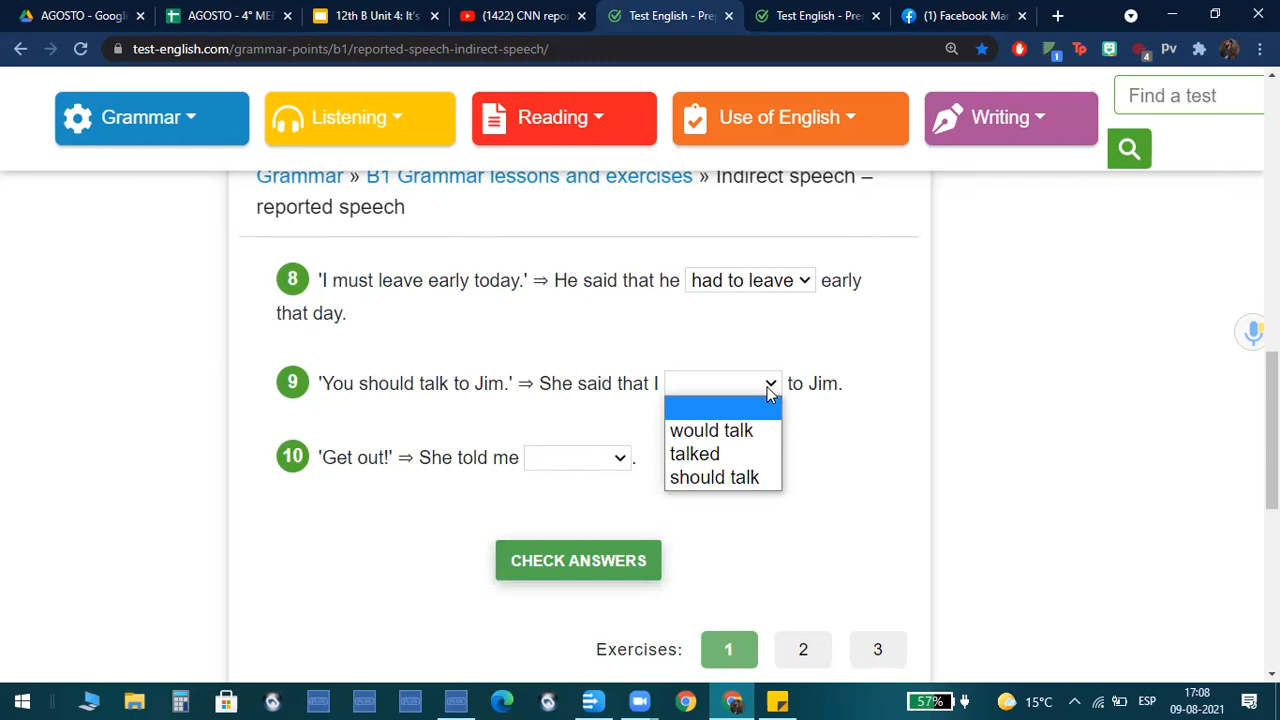 AGOSTO - Goog
AGOSTO - 4° ME
12th B Unit 4: It's
(1422) CNN repo
Test English - Pre
Test English - Pre
(1) Facebook Ma
test-english.com/grammar-points/b1/reported-speech-indirect-speech/
1
Tp
4
Pv
Grammar
Listening
Reading
Use of English
Writing
Find a test
Grammar » B1 Grammar lessons and exercises » Indirect speech –
reported speech
8 'I must leave early today.' ⇒ He said that he had to leave early
that day.
9 'You should talk to Jim.' ⇒ She said that I to Jim.
would talk
talked
should talk
10 'Get out!' ⇒ She told me .
CHECK ANSWERS
Exercises: 1 2 3
57%
15°C
ESP
17:08
09-08-2021